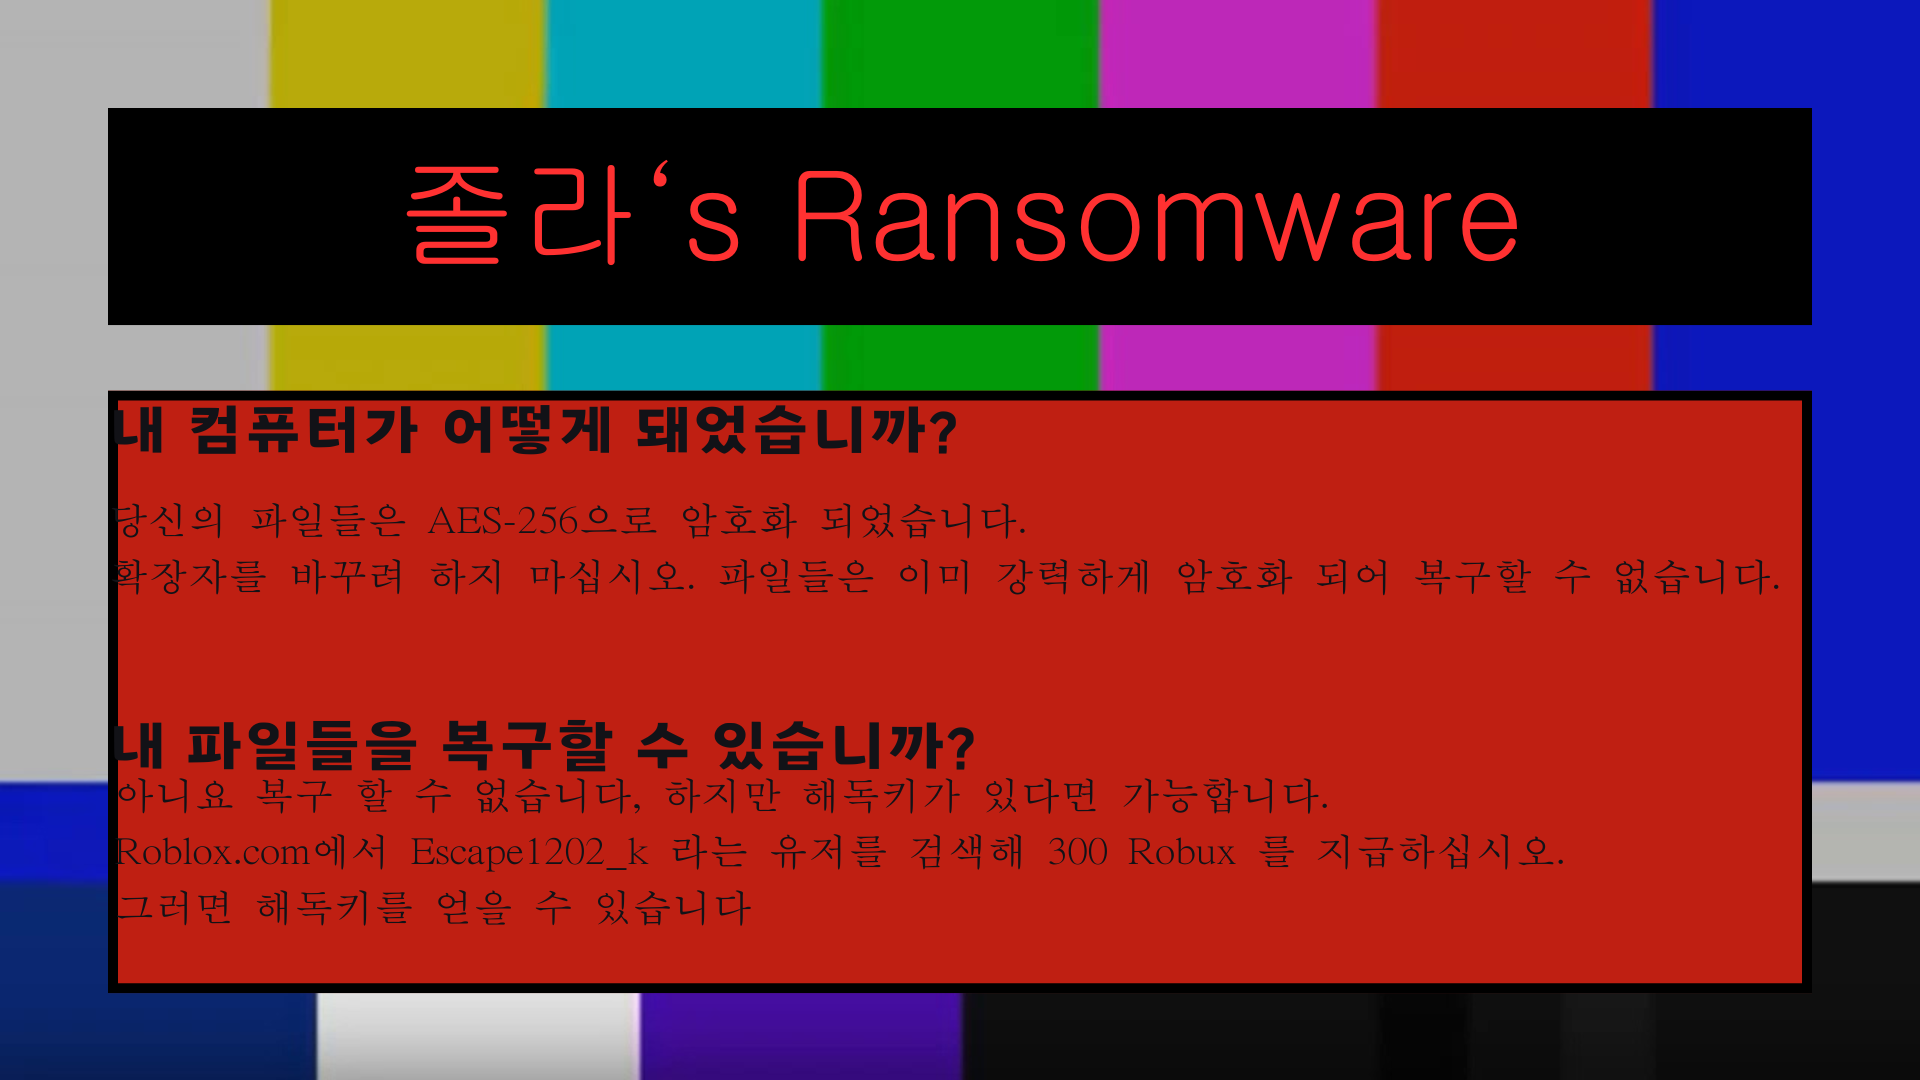 졸라‘s Ransomware
내 컴퓨터가 어떻게 돼었습니까?
당신의 파일들은 AES-256으로 암호화 되었습니다.
확장자를 바꾸려 하지 마십시오. 파일들은 이미 강력하게 암호화 되어 복구할 수 없습니다.
내 파일들을 복구할 수 있습니까?
아니요 복구 할 수 없습니다, 하지만 해독키가 있다면 가능합니다.
Roblox.com에서 Escape1202_k 라는 유저를 검색해 300 Robux 를 지급하십시오.
그러면 해독키를 얻을 수 있습니다